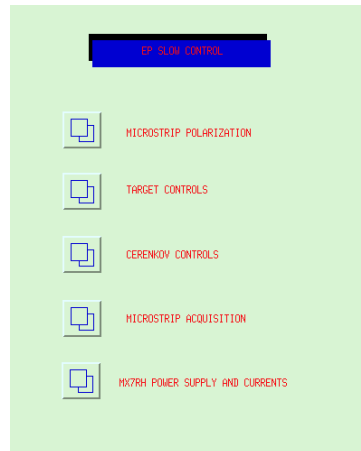 EP SLOW CONTROL
MICROSTRIP POLARIZATION
TARGET CONTROLS
CERENKOV CONTROLS
MICROSTRIP ACQUISITION
MX7RH POWER SUPPLY AND CURRENTS